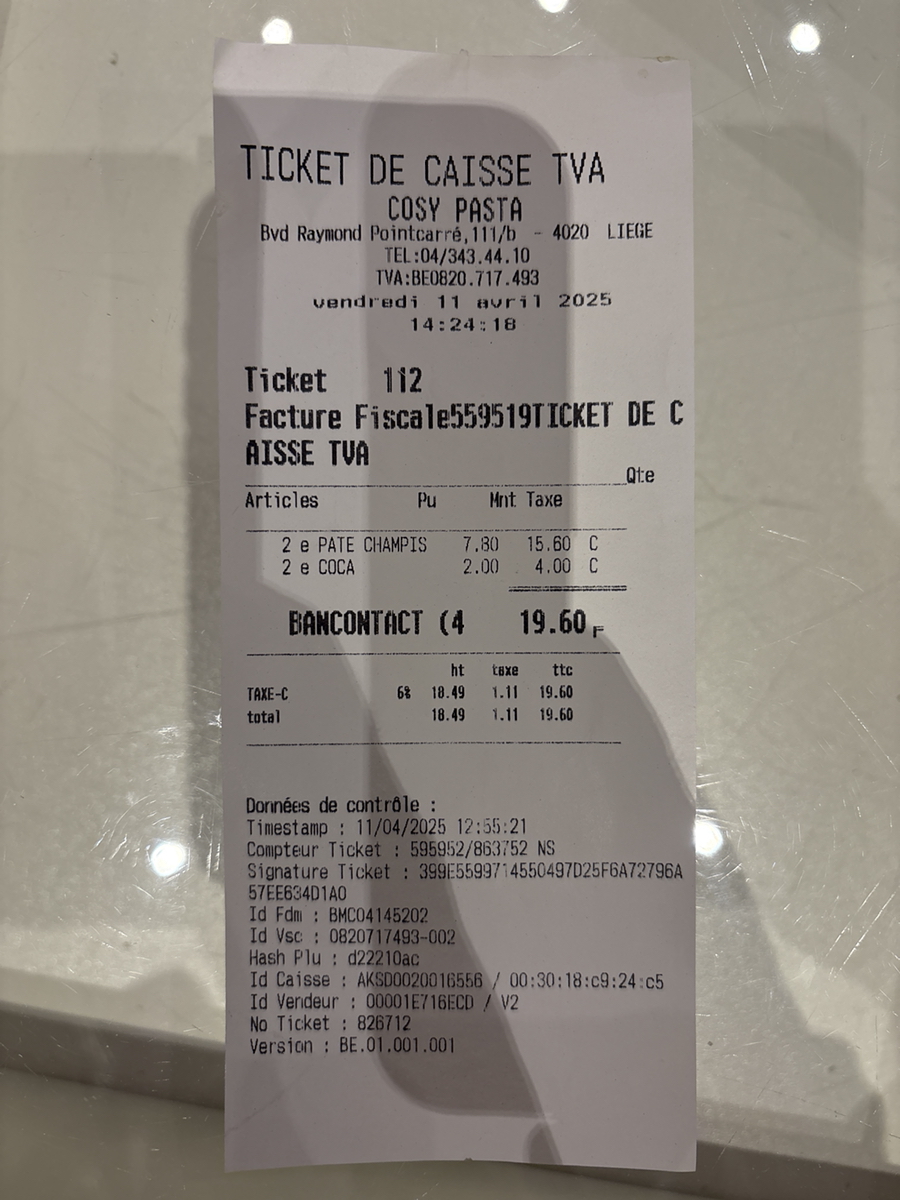 TICKET DE CAISSE TVA
COSY PASTA
Bvd Raymond Pointcarré,111/b - 4020 LIEGE
TEL:04/343.44.10
TVA:BE0820.717.493
vendredi 11 avril 2025
14:24:18
Ticket 112
Facture Fiscale559519TICKET DE C
AISSE TVA
Qte
Articles Pu Mnt Taxe
2 e PATE CHAMPIS 7.80 15.60 C
2 e COCA 2.00 4.00 C
BANCONTACT (4 19.60 F
ht taxe ttc
TAXE-C 6% 18.49 1.11 19.60
total 18.49 1.11 19.60
Données de contrôle :
Timestamp : 11/04/2025 12:55:21
Compteur Ticket : 595952/863752 NS
Signature Ticket : 399E5599714550497D25F6A72796A
57EE634D1A0
Id Fdm : BMC04145202
Id Vsc : 0820717493-002
Hash Plu : d22210ac
Id Caisse : AKSD0020016556 / 00:30:18:c9:24:c5
Id Vendeur : 00001E716ECD / V2
No Ticket : 826712
Version : BE.01.001.001